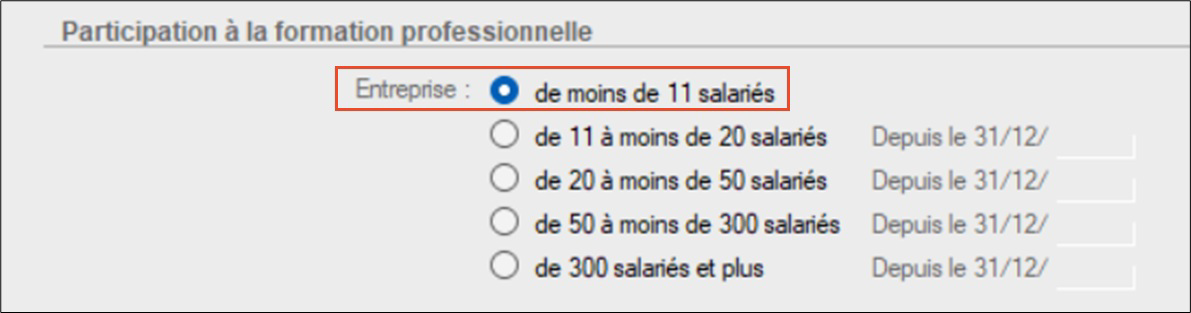 Participation à la formation professionnelle
Entreprise : de moins de 11 salariés
de 11 à moins de 20 salariés Depuis le 31/12/
de 20 à moins de 50 salariés Depuis le 31/12/
de 50 à moins de 300 salariés Depuis le 31/12/
de 300 salariés et plus Depuis le 31/12/